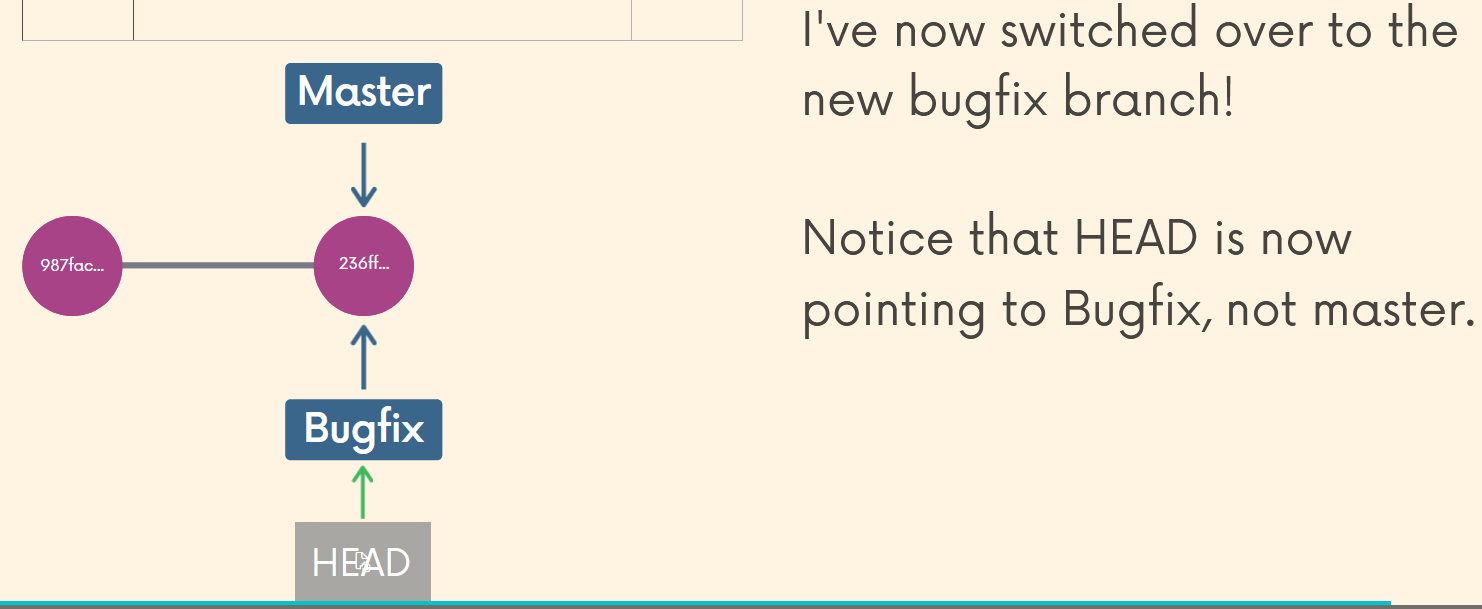 I've now switched over to the
new bugfix branch!
Notice that HEAD is now
pointing to Bugfix, not master.
Master
987fac...
236ff...
Bugfix
HEAD